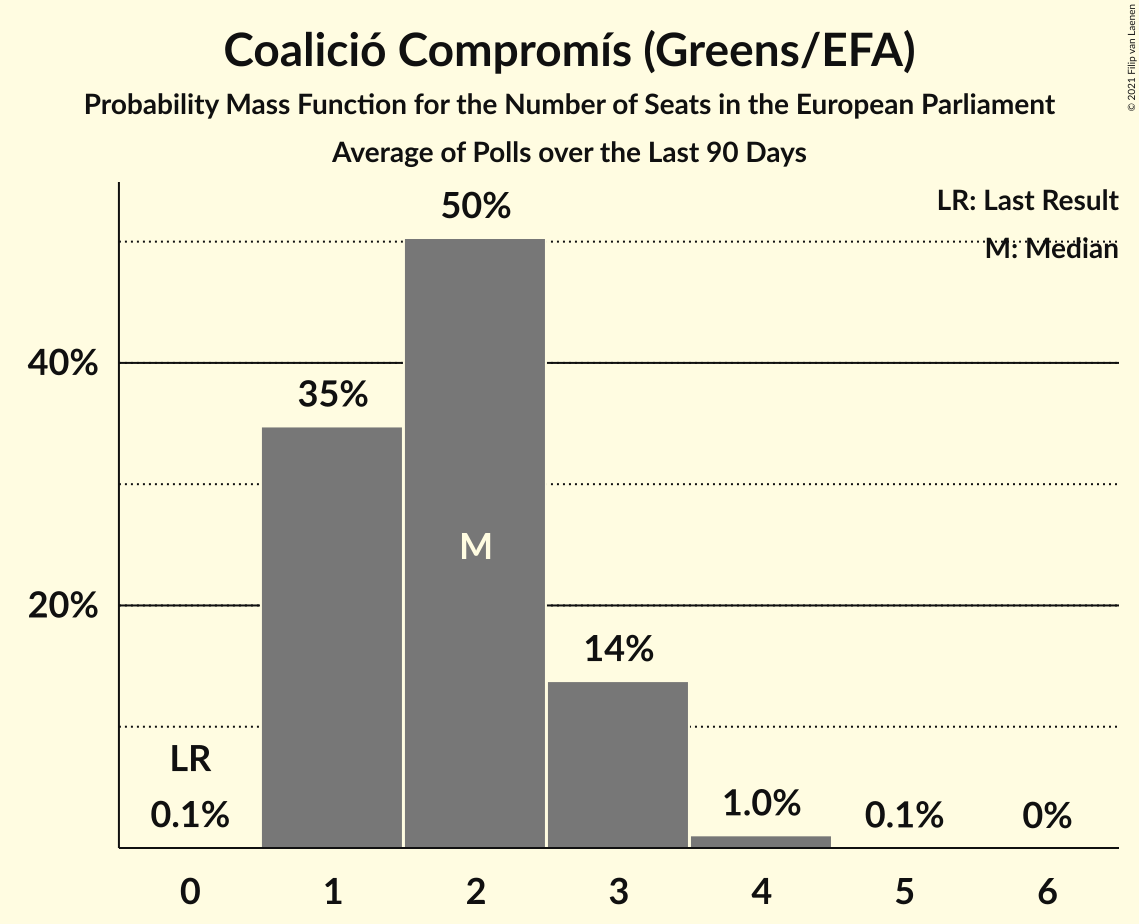 Coalició Compromís (Greens/EFA)
Probability Mass Function for the Number of Seats in the European Parliament
Average of Polls over the Last 90 Days
© 2021 Filip van Laenen
LR: Last Result
M: Median
50%
40%
35%
M
20%
14%
LR
0.1%
1.0%
0.1%
0%
0 1 2 3 4 5 6